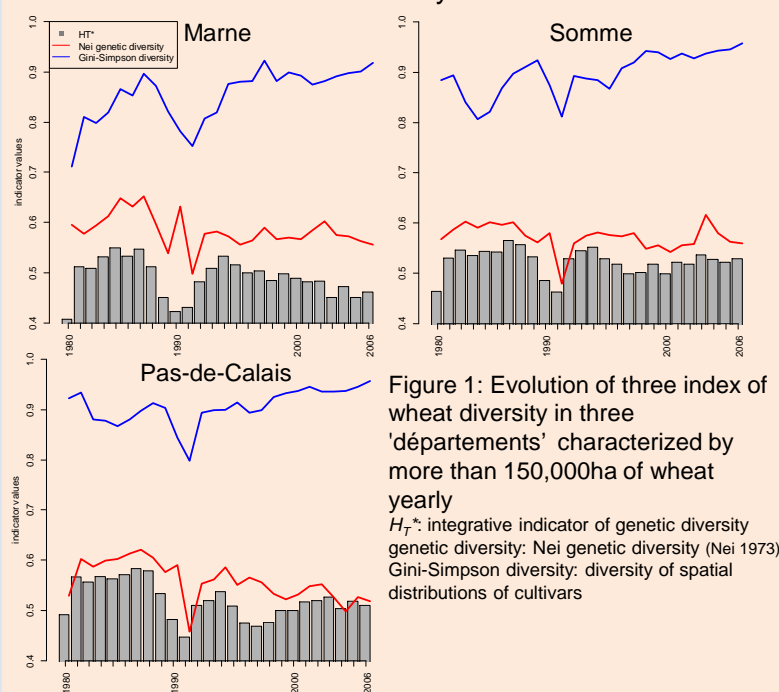 Marne
HT*
Nei genetic diversity
Gini-Simpson diversity
indicator values
1.0
0.9
0.8
0.7
0.6
0.5
0.4
1980
1990
2000
2006
Somme
1.0
0.9
0.8
0.7
0.6
0.5
0.4
1980
1990
2000
2006
Pas-de-Calais
indicator values
1.0
0.9
0.8
0.7
0.6
0.5
0.4
1980
1990
2000
2006
Figure 1: Evolution of three index of
wheat diversity in three
'départements’ characterized by
more than 150,000ha of wheat
yearly
HT*: integrative indicator of genetic diversity
genetic diversity: Nei genetic diversity (Nei 1973)
Gini-Simpson diversity: diversity of spatial
distributions of cultivars